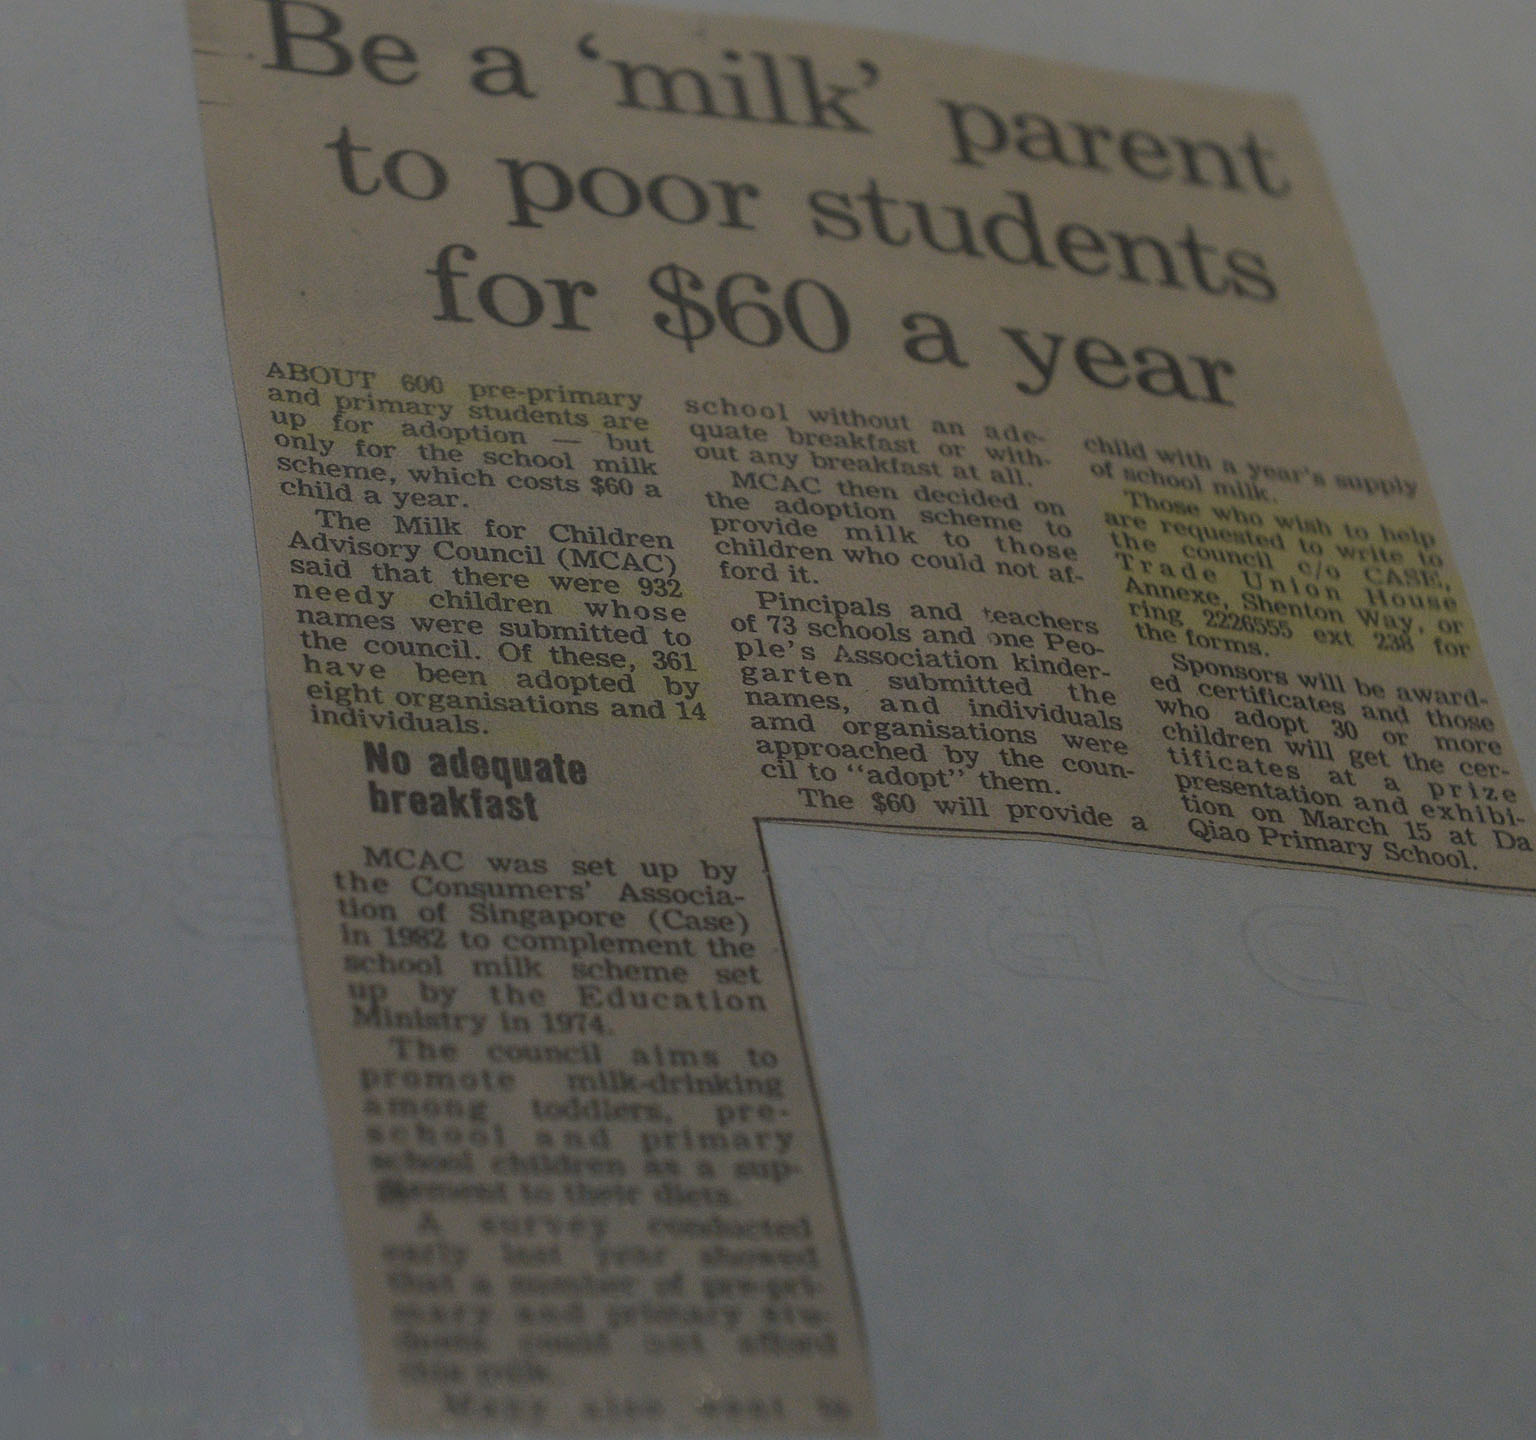 Be a ‘milk’ parent
to poor students
for $60 a year
ABOUT 600 pre-primary
and primary students are
up for adoption — but
only for the school milk
scheme, which costs $60 a
child a year.
The Milk for Children
Advisory Council (MCAC)
said that there were 932
needy children whose
names were submitted to
the council. Of these, 361
have been adopted by
eight organisations and 14
individuals.
No adequate
breakfast
MCAC was set up by
the Consumers’ Associa-
tion of Singapore (Case)
in 1982 to complement the
school milk scheme set
up by the Education
Ministry in 1974.
The council aims to
promote milk-drinking
among toddlers, pre-
school and primary
school children as a sup-
plement to their diets.
A survey conducted
early last year showed
that a number of pre-pri-
mary and primary stu-
dents could not afford
this milk.
Many also went to
school without an ade-
quate breakfast or with-
out any breakfast at all.
MCAC then decided on
the adoption scheme to
provide milk to those
children who could not af-
ford it.
Pincipals and teachers
of 73 schools and one Peo-
ple’s Association kinder-
garten submitted the
names, and individuals
amd organisations were
approached by the coun-
cil to “adopt” them.
The $60 will provide a
child with a year’s supply
of school milk.
Those who wish to help
are requested to write to
the council c/o CASE,
Trade Union House
Annexe, Shenton Way, or
ring 2226555 ext 238 for
the forms.
Sponsors will be award-
ed certificates and those
who adopt 30 or more
children will get the cer-
tificates at a prize
presentation and exhibi-
tion on March 15 at Da
Qiao Primary School.